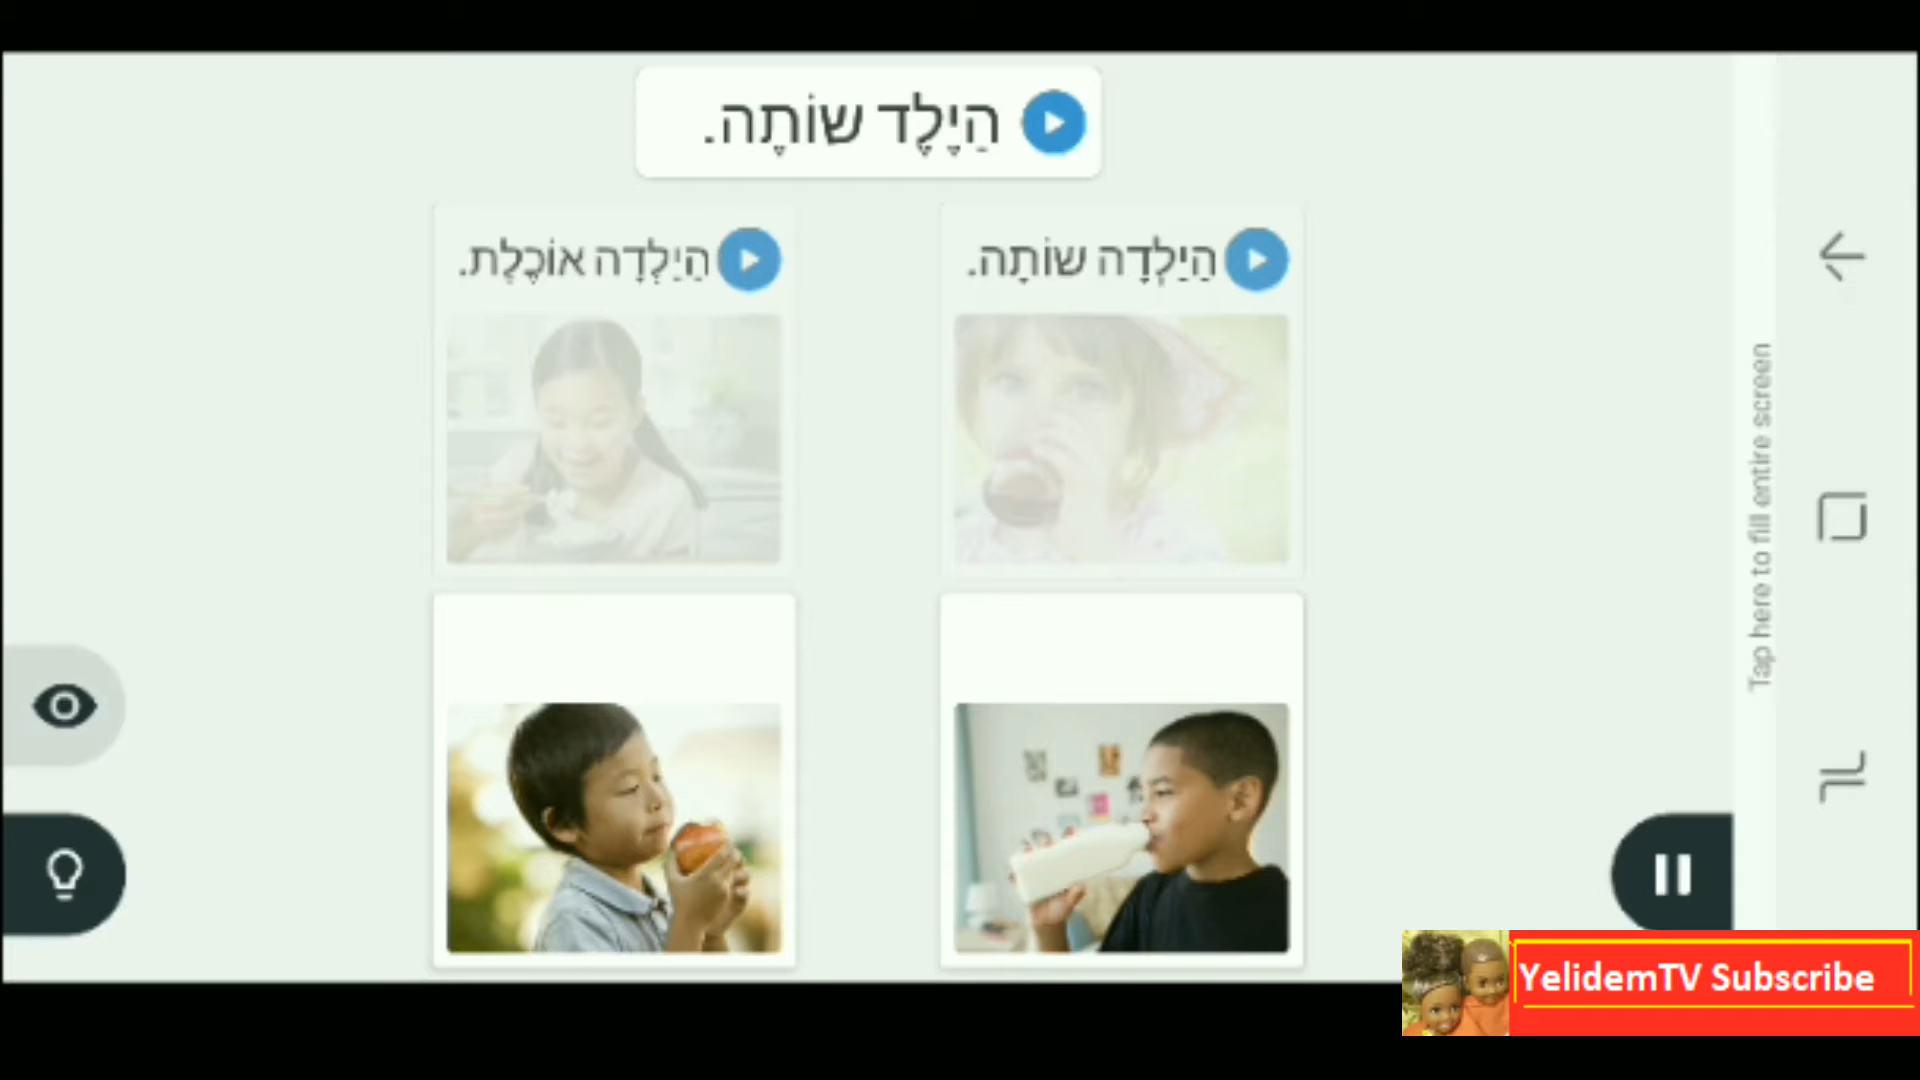 הַיֶּלֶד שׁוֹתֶה.
הַיַּלְדָּה שׁוֹתָה.
הַיַּלְדָּה אוֹכֶלֶת.
Tap here to fill entire screen
YelidemTV Subscribe